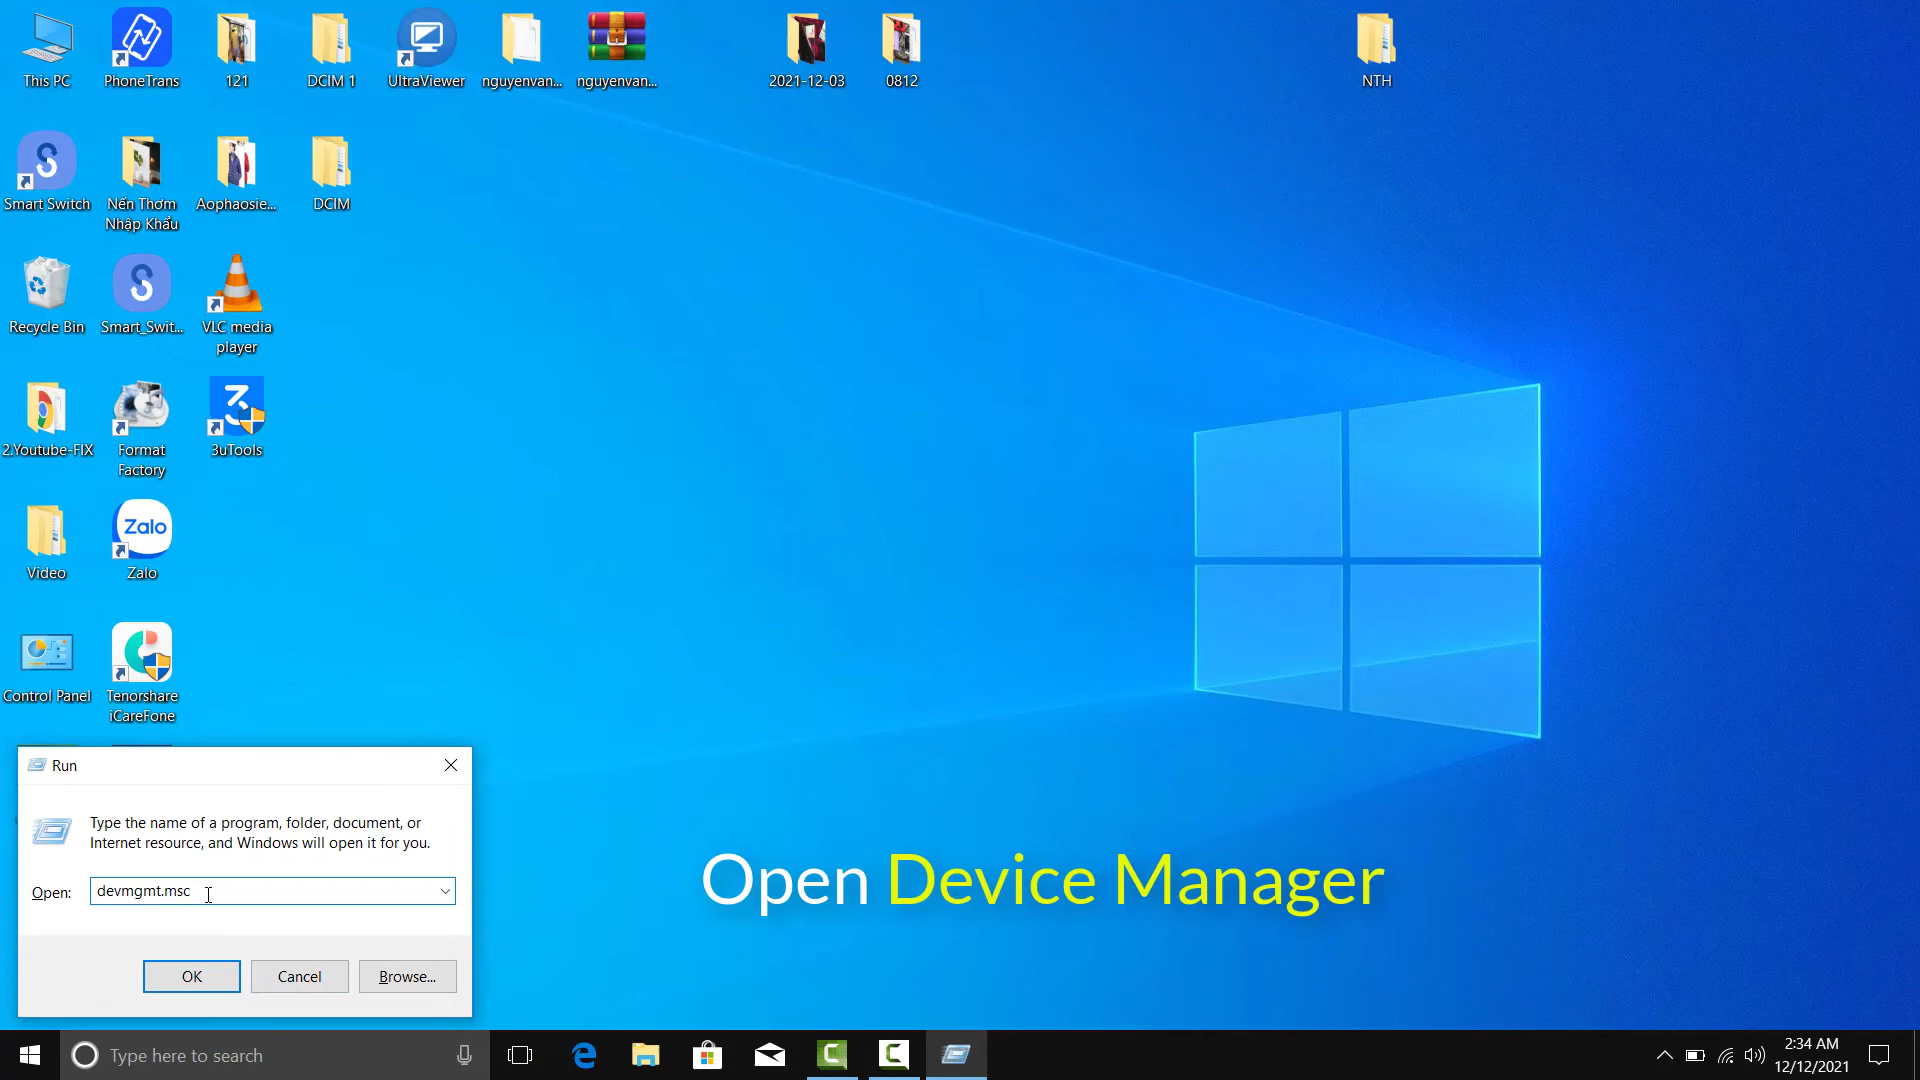 This PC
PhoneTrans
121
DCIM 1
UltraViewer
nguyenvan...
nguyenvan...
2021-12-03
0812
NTH
Smart Switch
Nến Thơm
Nhập Khẩu
Aophaosie...
DCIM
Recycle Bin
Smart_Swit...
VLC media
player
2.Youtube-FIX
Format
Factory
3uTools
Video
Zalo
Zalo
Control Panel
Tenorshare
iCareFone
Run
Type the name of a program, folder, document, or
Internet resource, and Windows will open it for you.
Open:
devmgmt.msc
OK
Cancel
Browse...
Open Device Manager
Type here to search
2:34 AM
12/12/2021